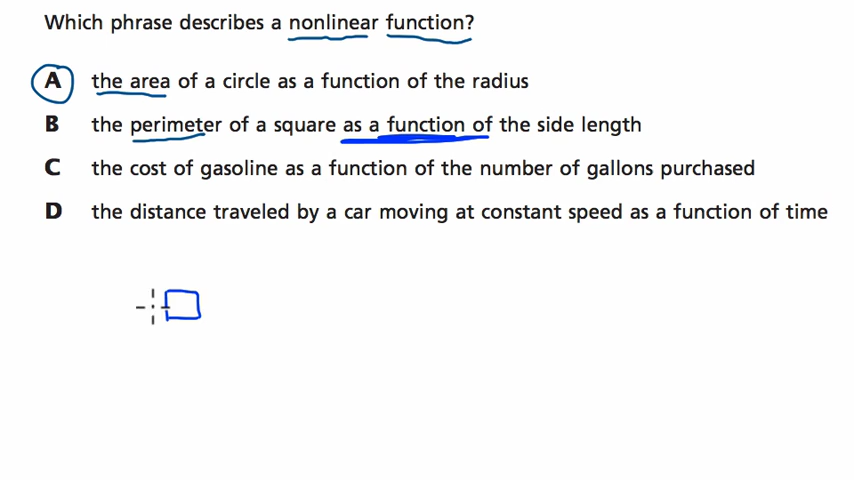 Which phrase describes a nonlinear function?
A the area of a circle as a function of the radius
B the perimeter of a square as a function of the side length
C the cost of gasoline as a function of the number of gallons purchased
D the distance traveled by a car moving at constant speed as a function of time